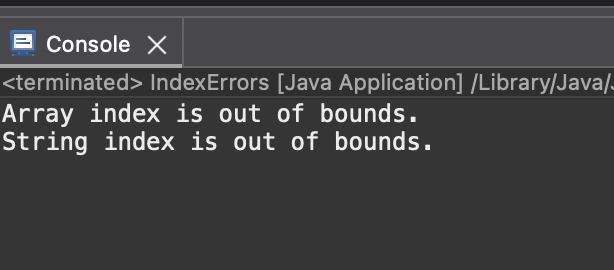 Console
<terminated> IndexErrors [Java Application] /Library/Java/
Array index is out of bounds.
String index is out of bounds.